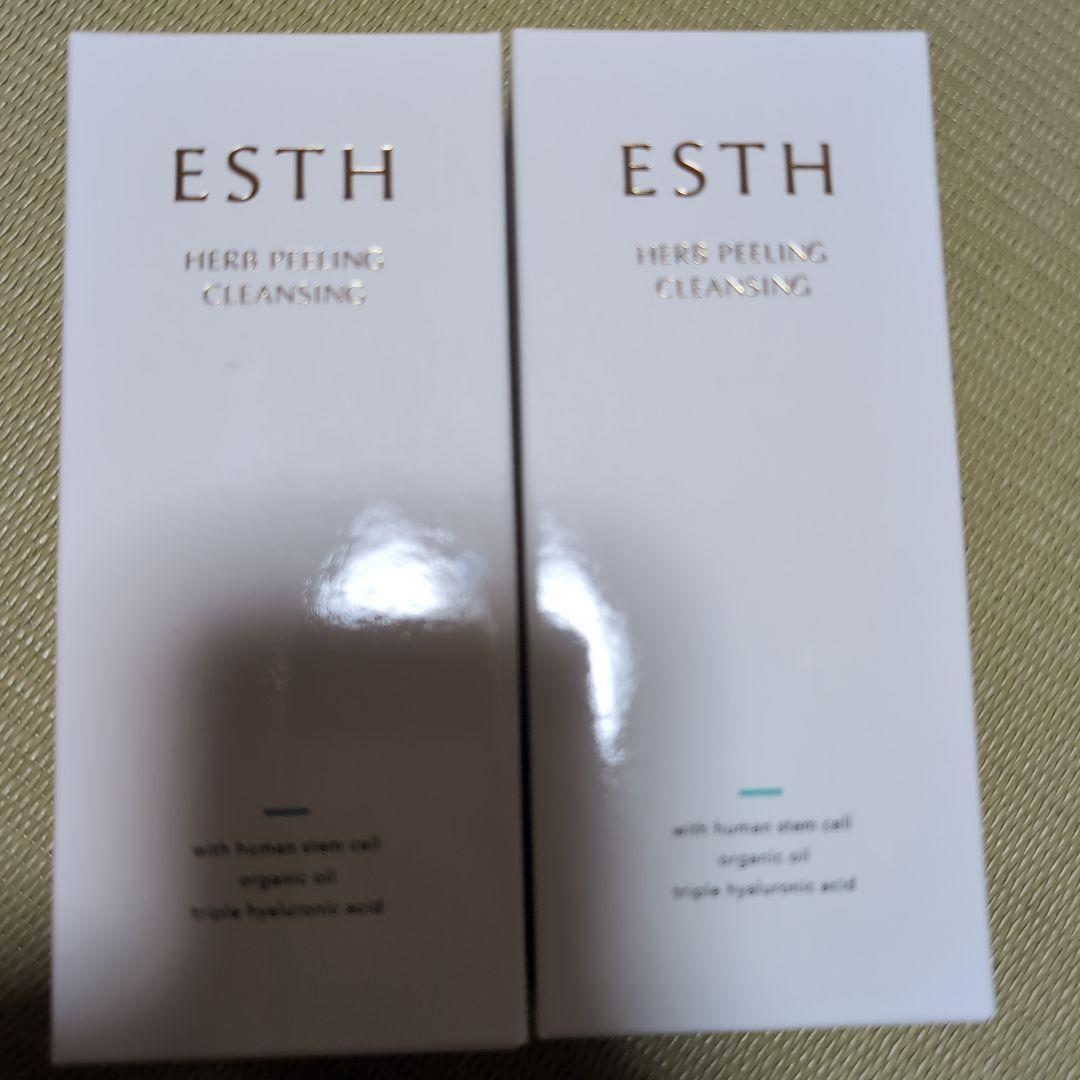 ESTH
HERB PEELING
CLEANSING
with human stem cell
organic oil
triple hyaluronic acid
ESTH
HERB PEELING
CLEANSING
with human stem cell
organic oil
triple hyaluronic acid